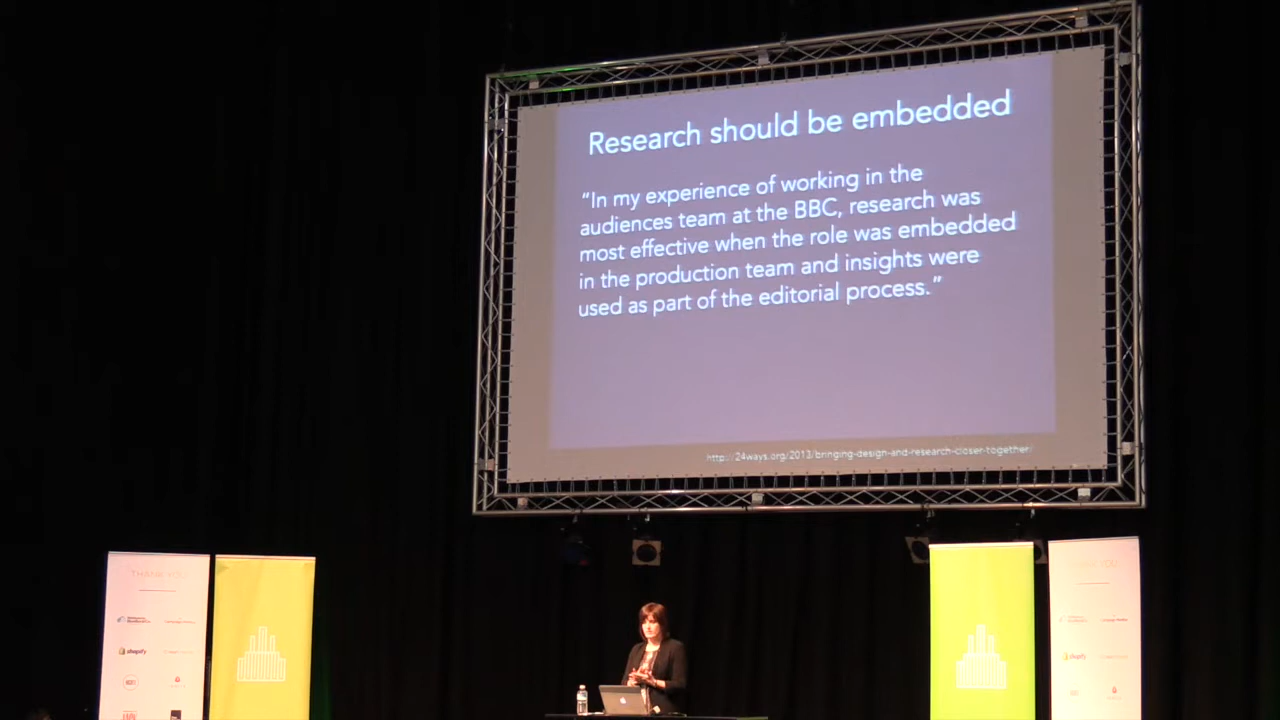 Research should be embedded
“In my experience of working in the
audiences team at the BBC, research was
most effective when the role was embedded
in the production team and insights were
used as part of the editorial process.”
http://24ways.org/2013/bringing-design-and-research-closer-together/
THANK YOU
shopify
shopify